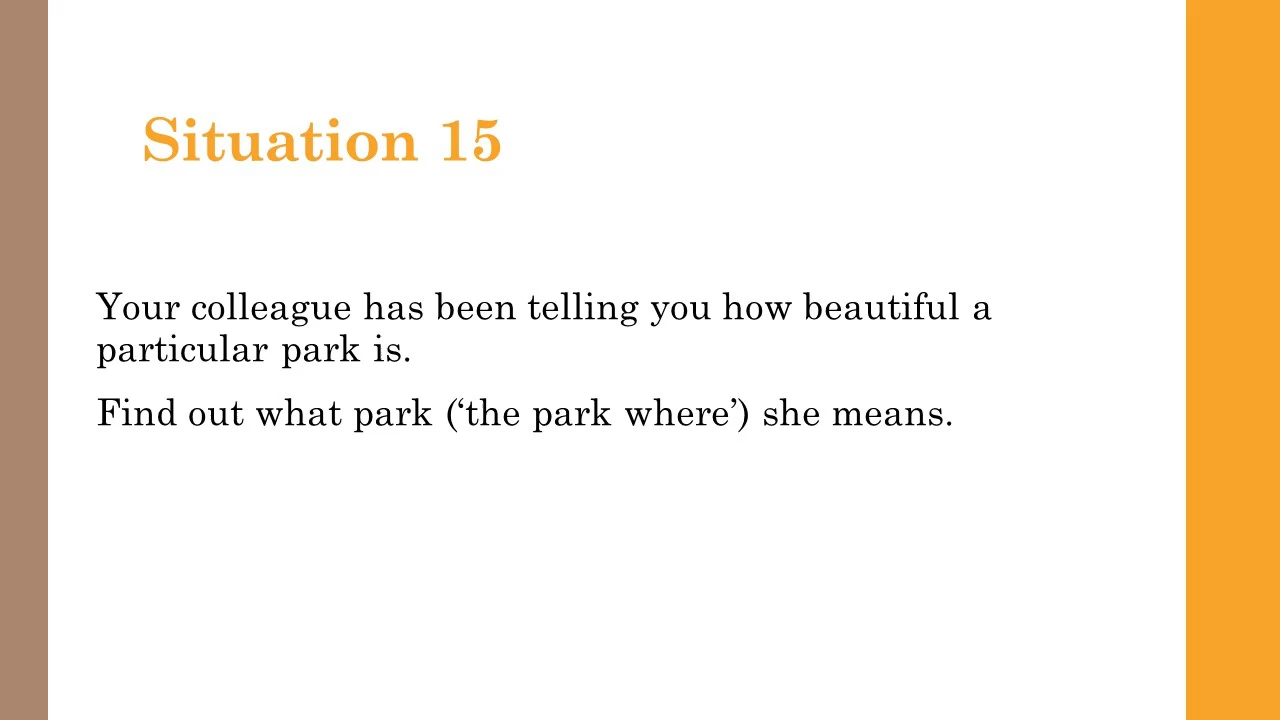 Situation 15
Your colleague has been telling you how beautiful a
particular park is.
Find out what park (‘the park where’) she means.